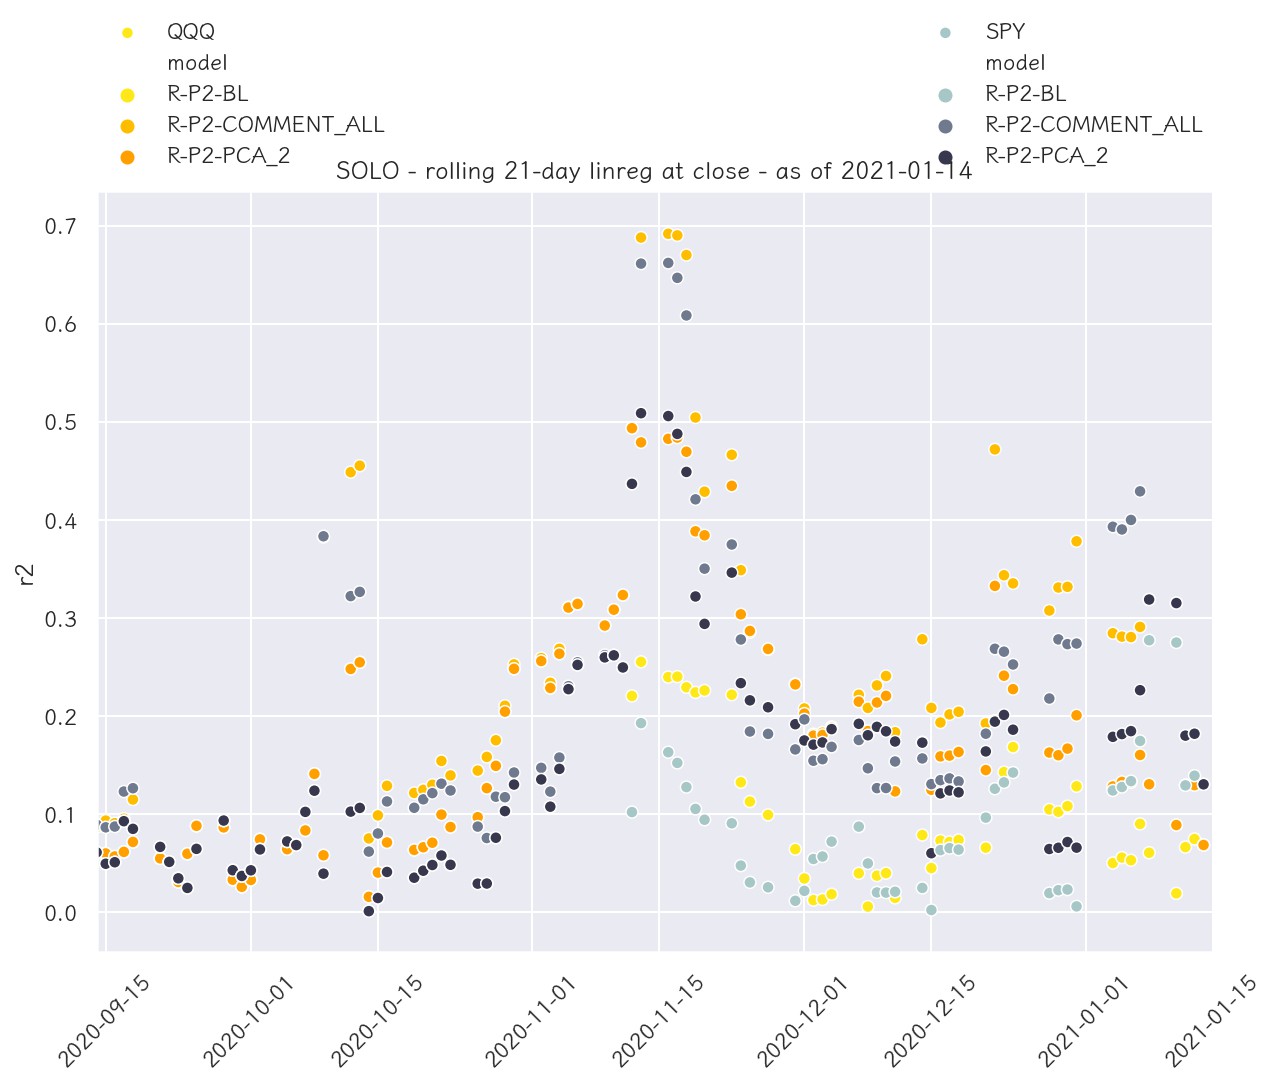 QQQ
model
R-P2-BL
R-P2-COMMENT_ALL
R-P2-PCA_2
SPY
model
R-P2-BL
R-P2-COMMENT_ALL
R-P2-PCA_2
SOLO - rolling 21-day linreg at close - as of 2021-01-14
0.7
0.6
0.5
0.4
0.3
0.2
0.1
0.0
r2
2020-09-15
2020-10-01
2020-10-15
2020-11-01
2020-11-15
2020-12-01
2020-12-15
2021-01-01
2021-01-15